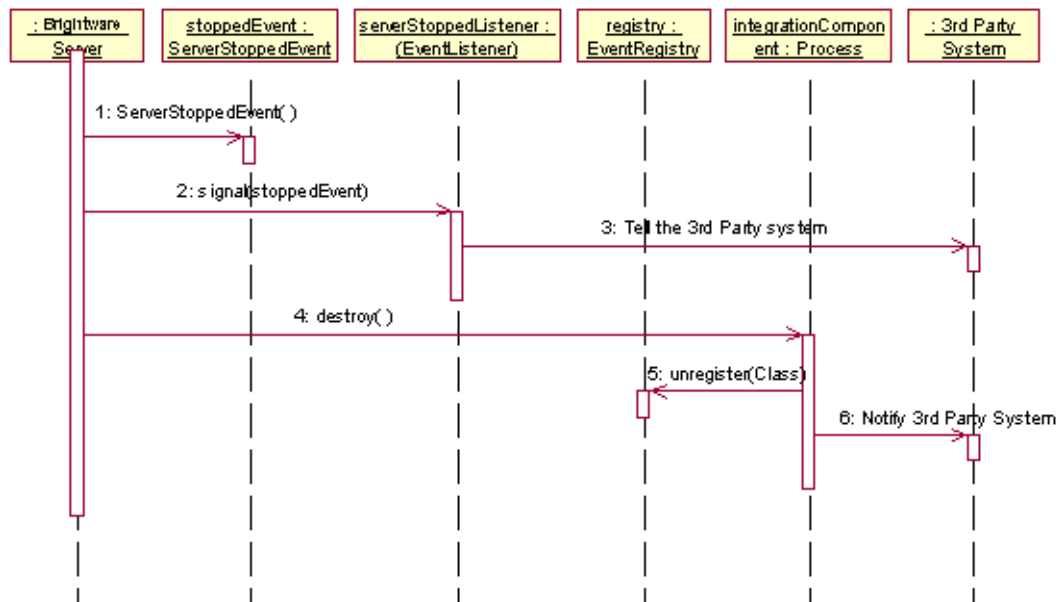 : Brightware
Server
stoppedEvent :
ServerStoppedEvent
serverStoppedListener :
(EventListener)
registry :
EventRegistry
integrationCompon
ent : Process
: 3rd Party
System
1: ServerStoppedEvent( )
2: signal(stoppedEvent)
3: Tell the 3rd Party system
4: destroy( )
5: unregister(Class)
6: Notify 3rd Party System